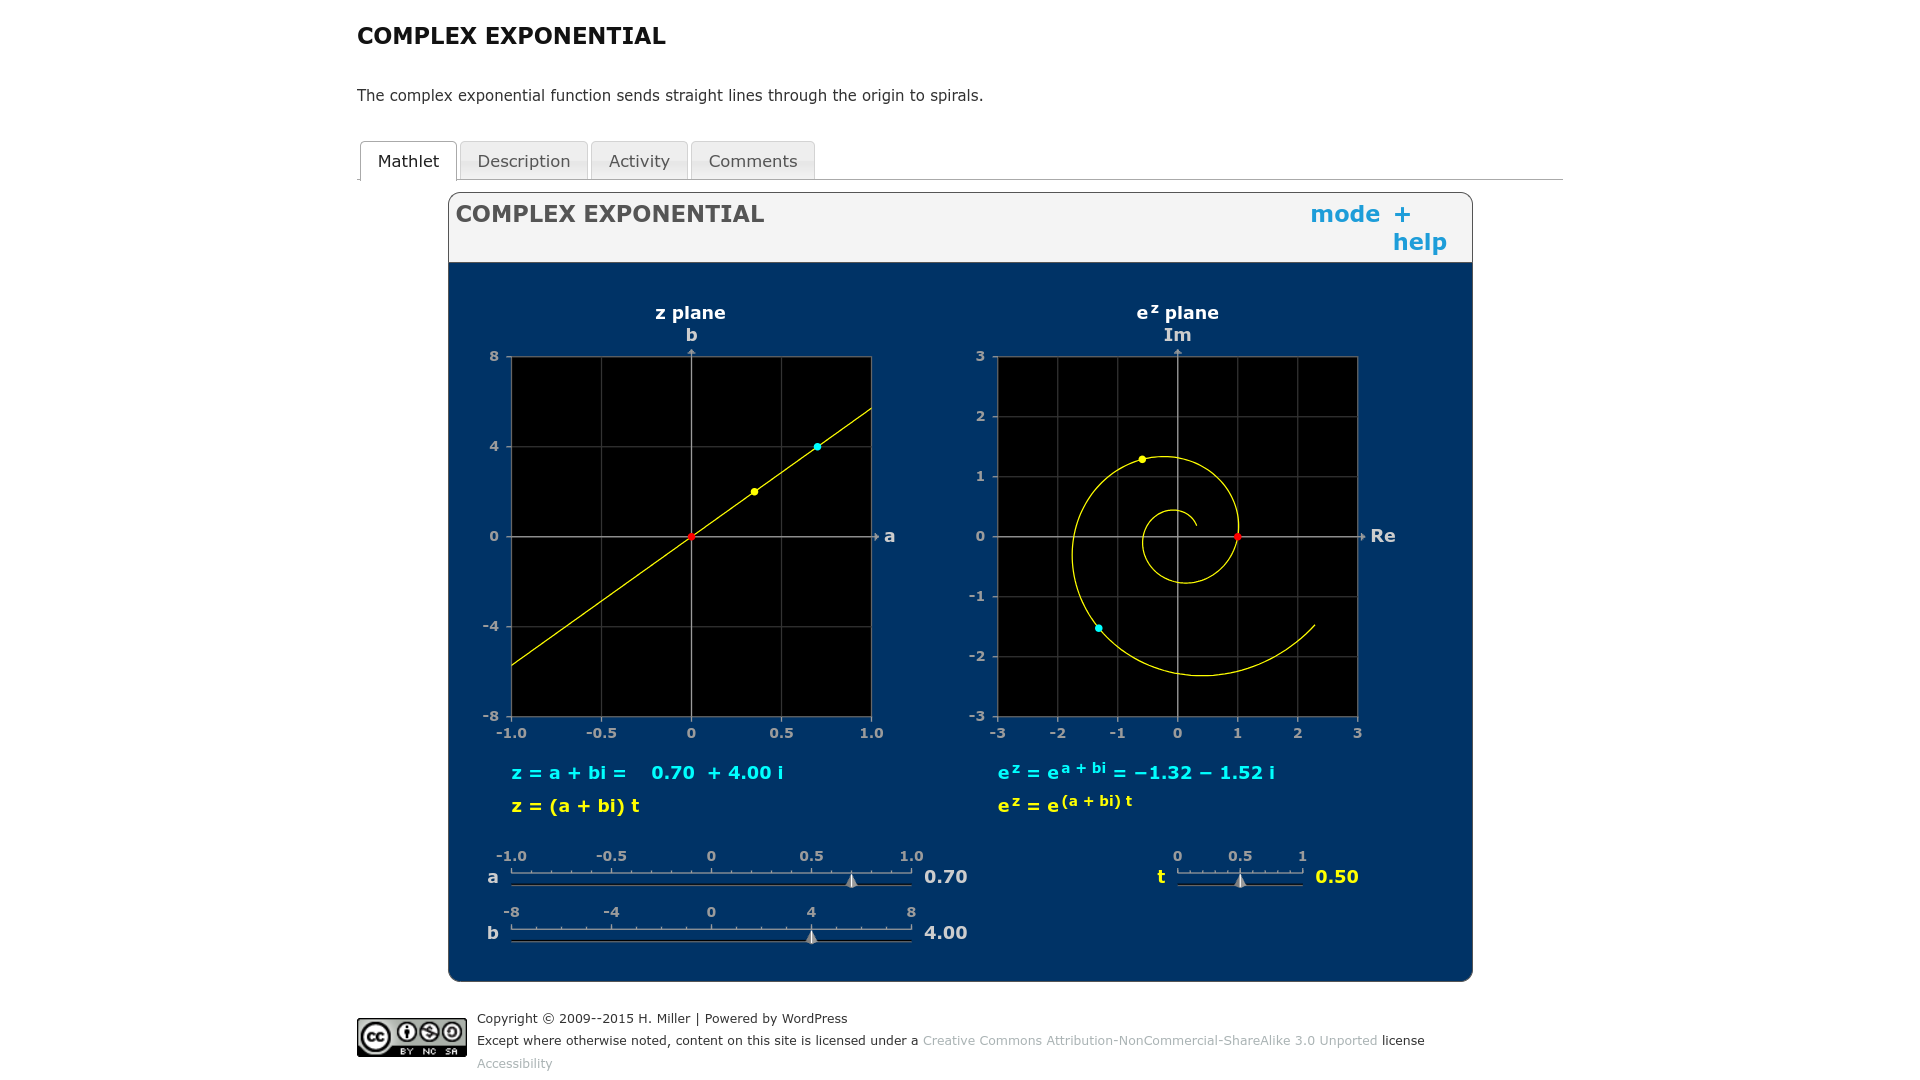 COMPLEX EXPONENTIAL
The complex exponential function sends straight lines through the origin to spirals.
Mathlet Description Activity Comments
COMPLEX EXPONENTIAL mode + help
z plane
b
8
4
0
-4
-8
-1.0 -0.5 0 0.5 1.0
a
e^z plane
Im
3
2
1
0
-1
-2
-3
-3 -2 -1 0 1 2 3
Re
z = a + bi = 0.70 + 4.00 i
z = (a + bi) t
e^z = e^(a + bi) = −1.32 − 1.52 i
e^z = e^(a + bi) t
-1.0 -0.5 0 0.5 1.0
a 0.70
0 0.5 1
t 0.50
-8 -4 0 4 8
b 4.00
cc BY NC SA
Copyright © 2009--2015 H. Miller | Powered by WordPress
Except where otherwise noted, content on this site is licensed under a Creative Commons Attribution-NonCommercial-ShareAlike 3.0 Unported license
Accessibility